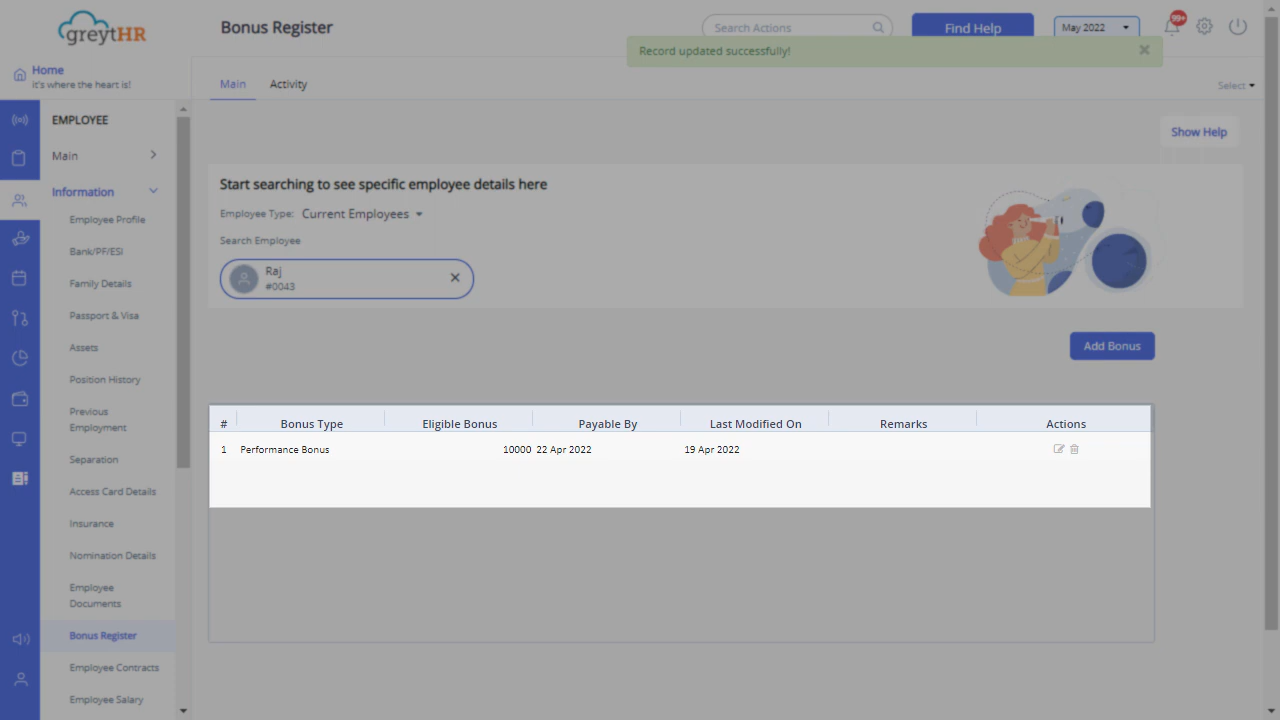 greytHR
Bonus Register
Search Actions
Find Help
May 2022
99+
Record updated successfully!
Home
It's where the heart is!
Main
Activity
Select
EMPLOYEE
Main
Information
Employee Profile
Bank/PF/ESI
Family Details
Passport & Visa
Assets
Position History
Previous
Employment
Separation
Access Card Details
Insurance
Nomination Details
Employee
Documents
Bonus Register
Employee Contracts
Employee Salary
Show Help
Start searching to see specific employee details here
Employee Type: Current Employees
Search Employee
Raj
#0043
Add Bonus
# Bonus Type Eligible Bonus Payable By Last Modified On Remarks Actions
1 Performance Bonus 10000 22 Apr 2022 19 Apr 2022